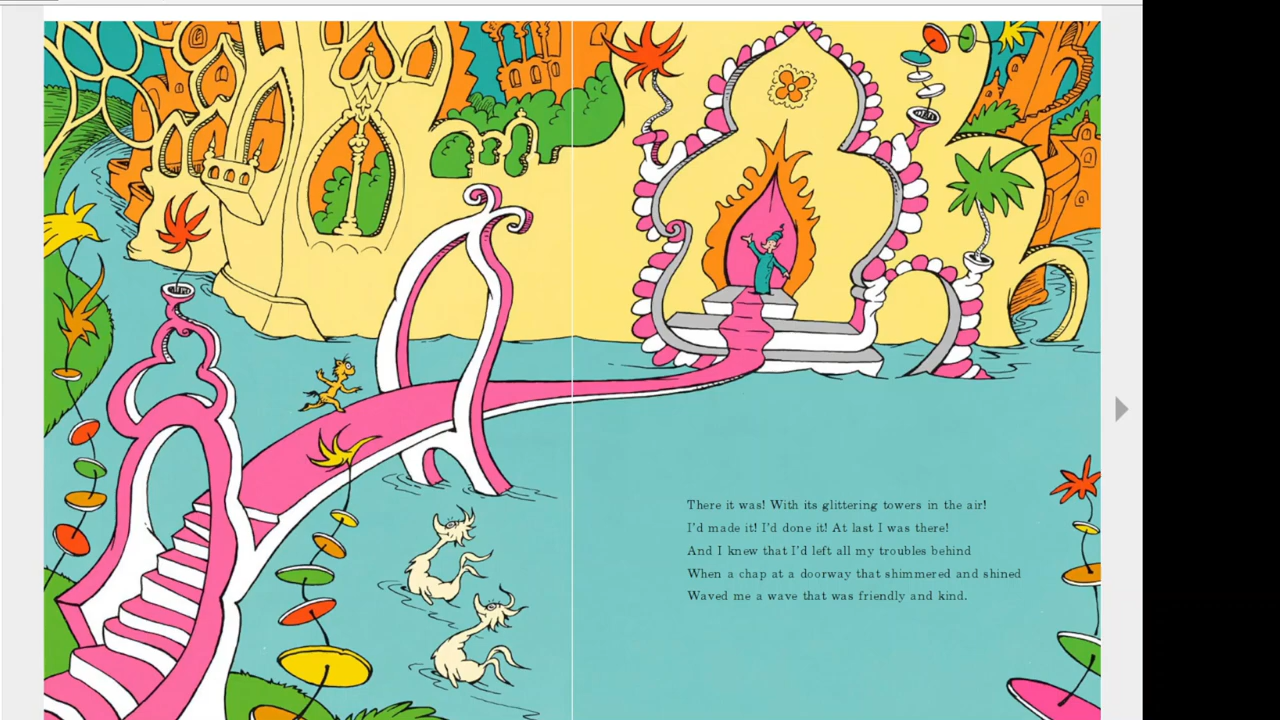 There it was! With its glittering towers in the air!
I'd made it! I'd done it! At last I was there!
And I knew that I'd left all my troubles behind
When a chap at a doorway that shimmered and shined
Waved me a wave that was friendly and kind.